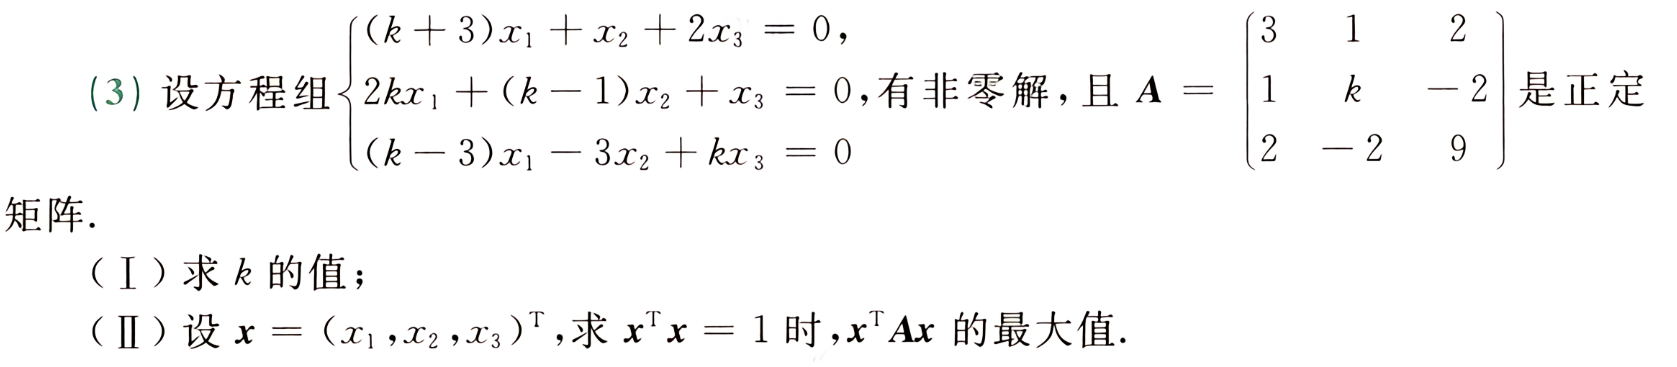 (3) 设方程组 { (k + 3)x₁ + x₂ + 2x₃ = 0, 2kx₁ + (k − 1)x₂ + x₃ = 0, (k − 3)x₁ − 3x₂ + kx₃ = 0 有非零解,且 A = ( 3 1 2 ; 1 k −2 ; 2 −2 9 ) 是正定
矩阵.
(Ⅰ) 求 k 的值;
(Ⅱ) 设 x = (x₁,x₂,x₃)ᵀ,求 xᵀx = 1 时,xᵀAx 的最大值.